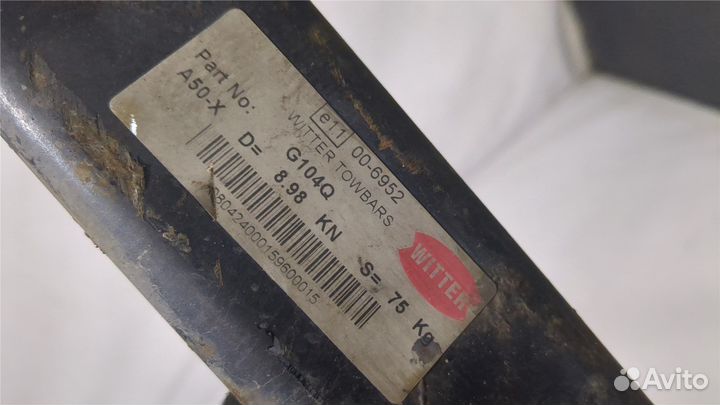 e11 00-6952
WITTER TOWBARS
Part No: G104Q
A50-X D= 8.98 KN S= 75 Kg
WITTER
Avito